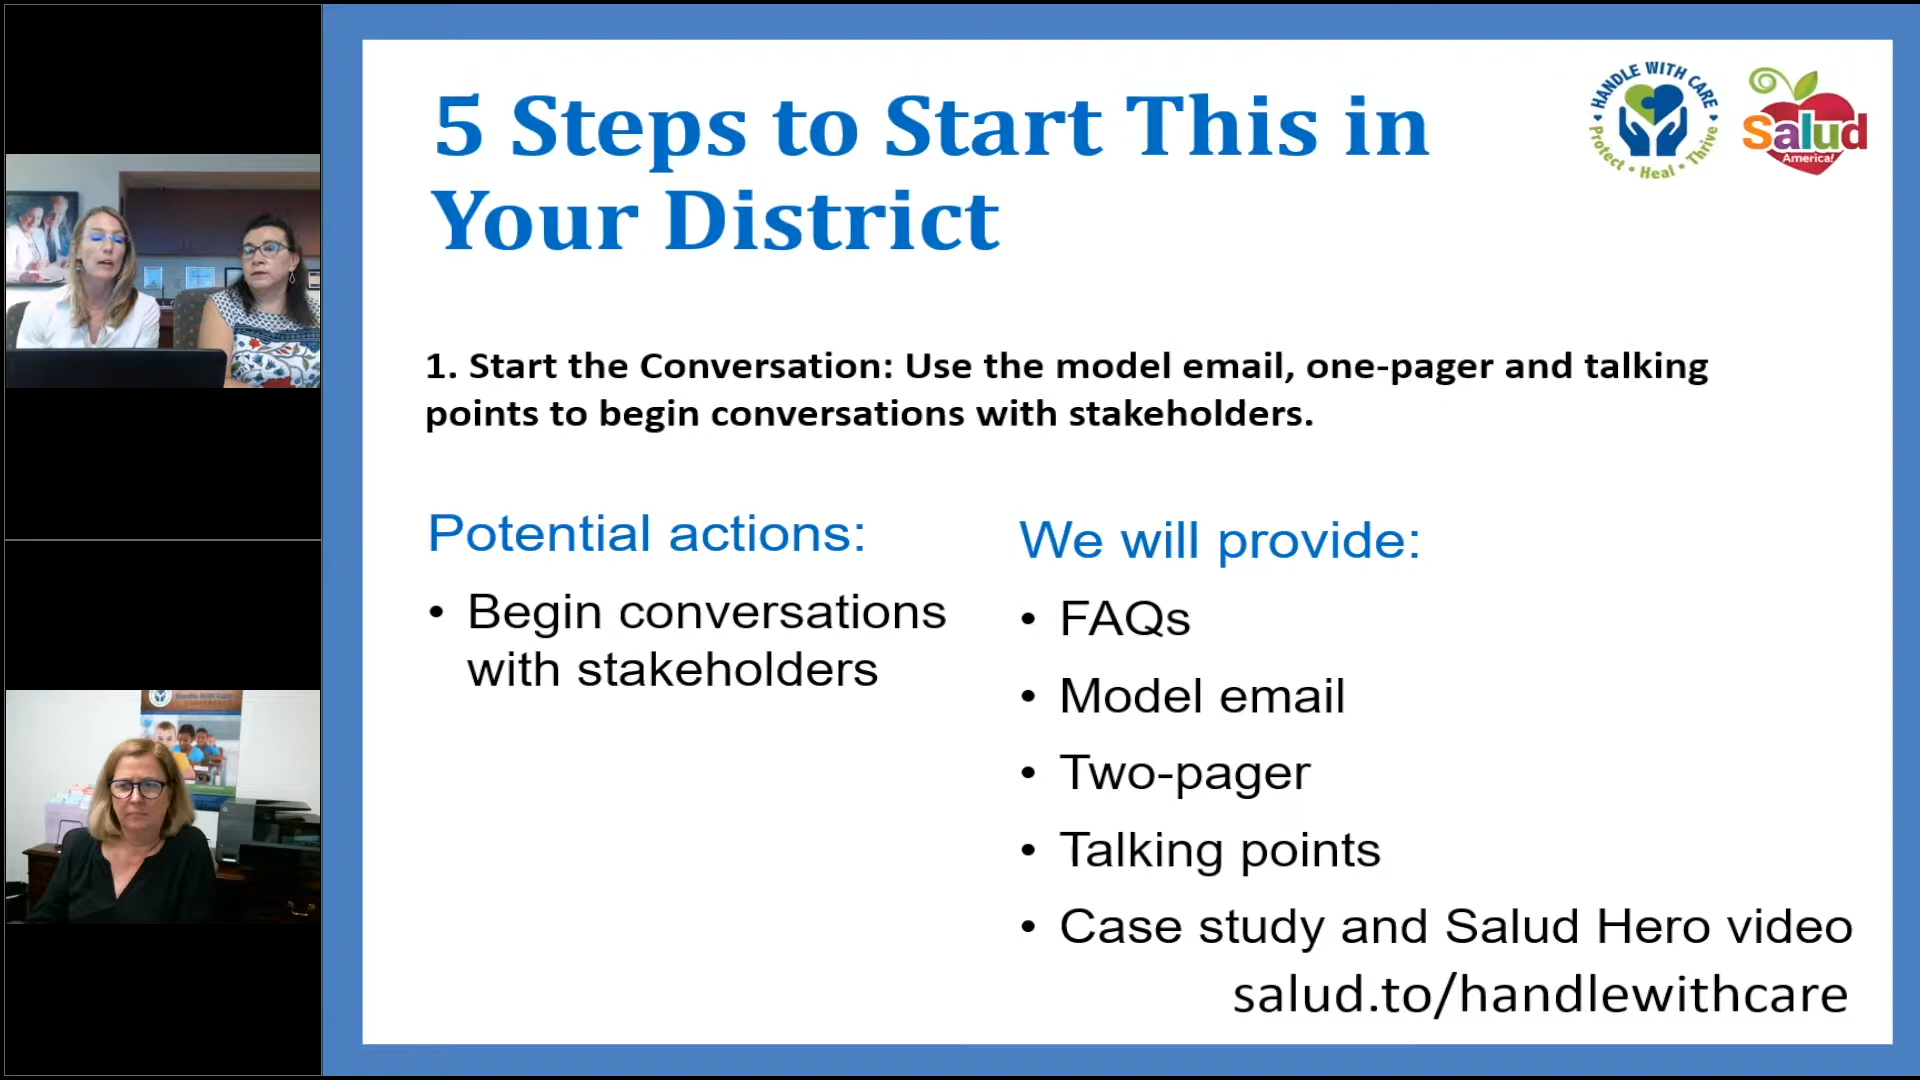 5 Steps to Start This in
Your District
HANDLE WITH CARE
Protect • Heal • Thrive
Salud
America!
1. Start the Conversation: Use the model email, one-pager and talking
points to begin conversations with stakeholders.
Potential actions:
• Begin conversations
with stakeholders
We will provide:
• FAQs
• Model email
• Two-pager
• Talking points
• Case study and Salud Hero video
salud.to/handlewithcare
Handle With Care